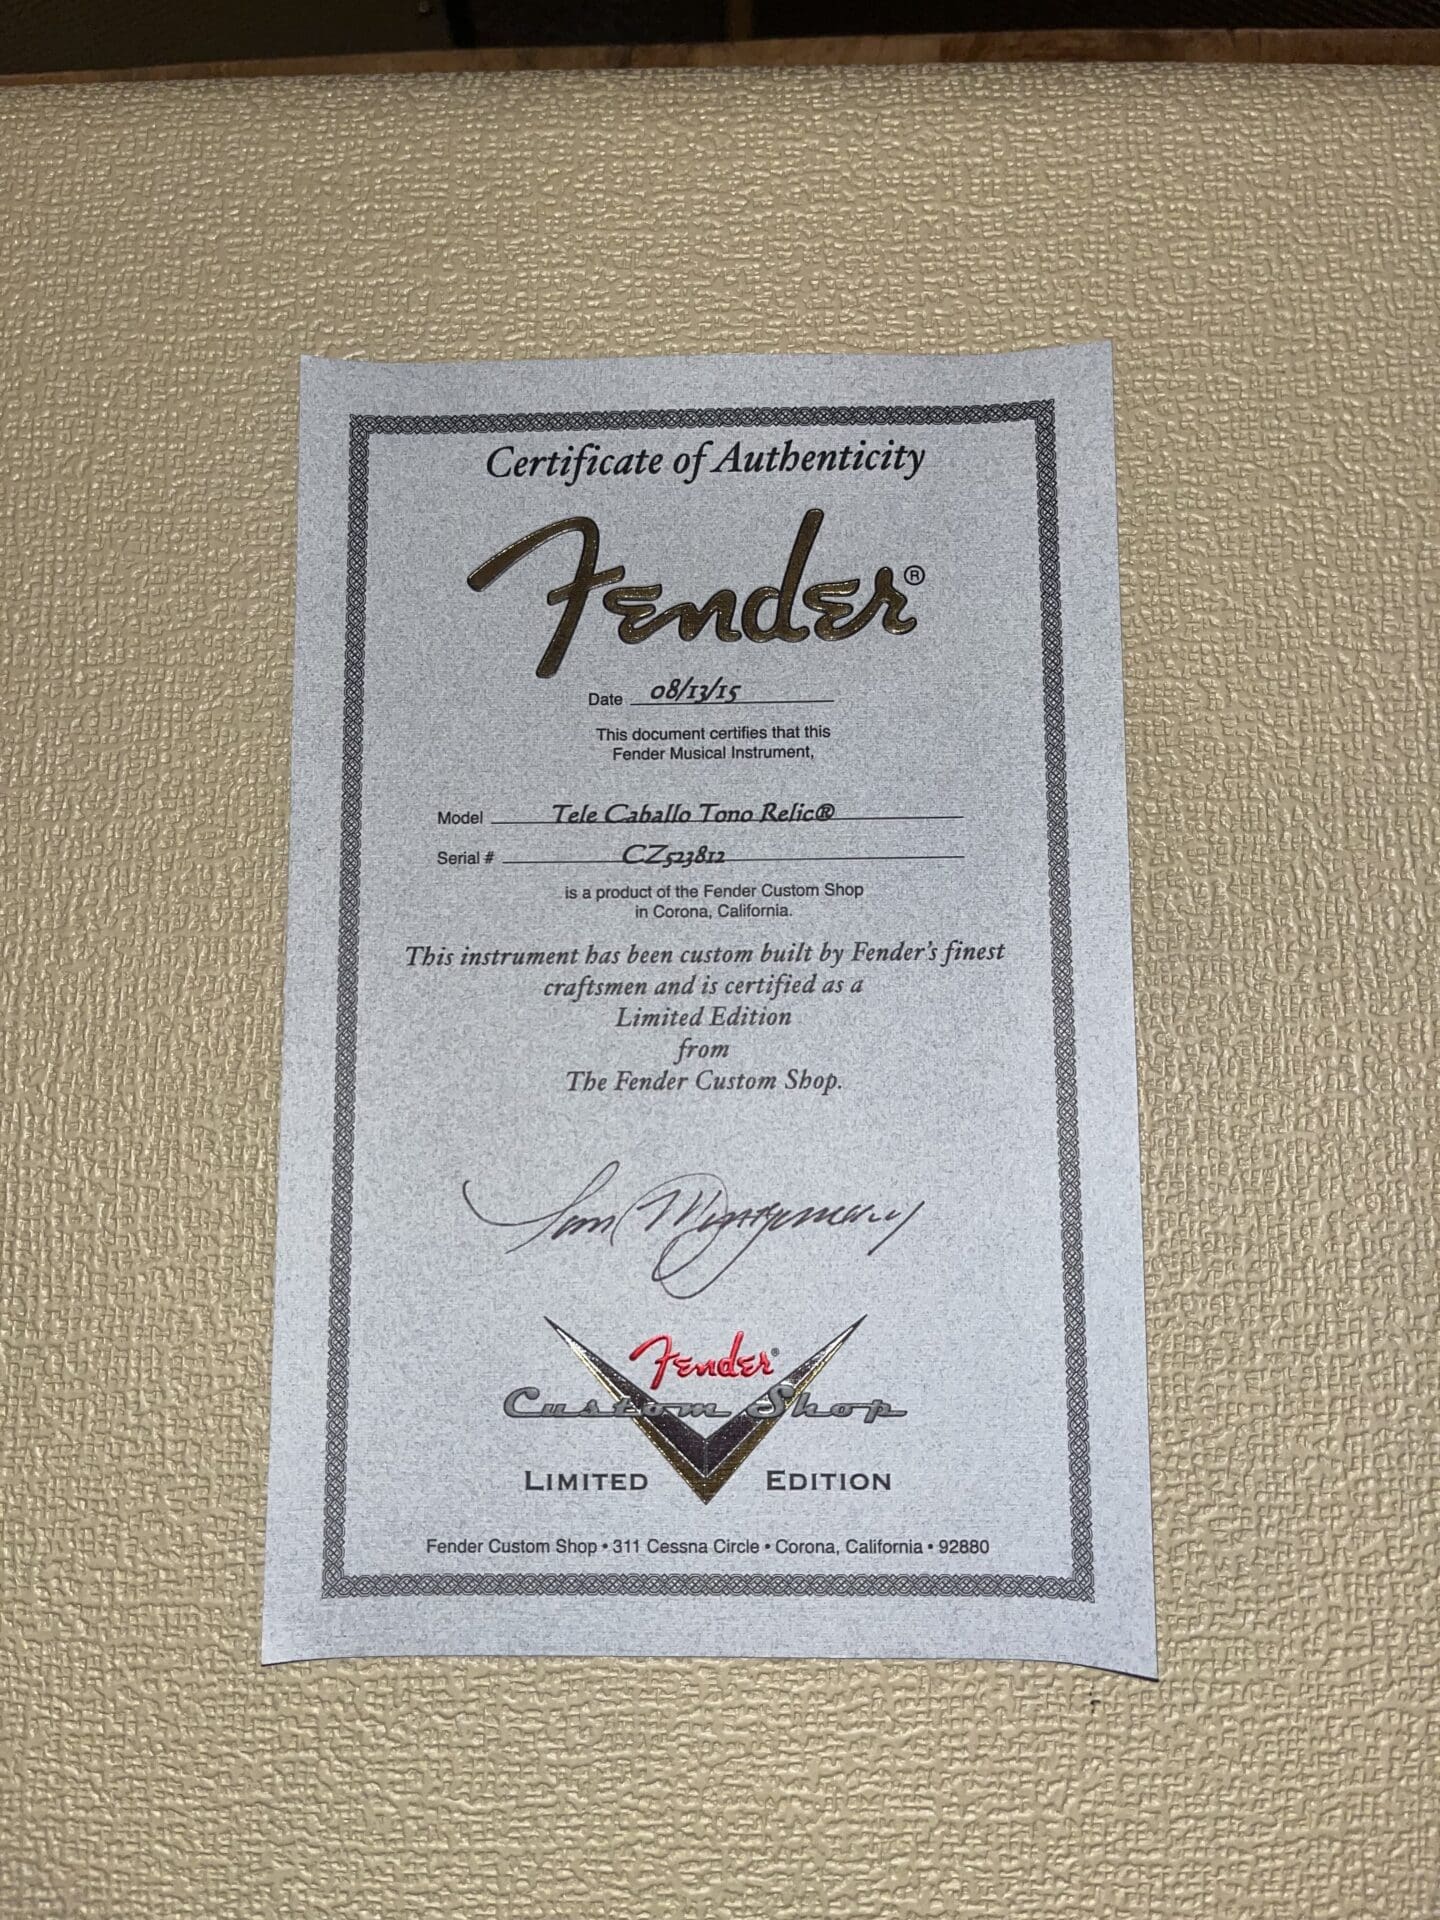 Certificate of Authenticity
Fender®
Date 08/13/15
This document certifies that this
Fender Musical Instrument,
Model Tele Caballo Tono Relic®
Serial # CZ523812
is a product of the Fender Custom Shop
in Corona, California.
This instrument has been custom built by Fender's finest
craftsmen and is certified as a
Limited Edition
from
The Fender Custom Shop.
Tom Montgomery
Fender®
Custom Shop
LIMITED EDITION
Fender Custom Shop • 311 Cessna Circle • Corona, California • 92880